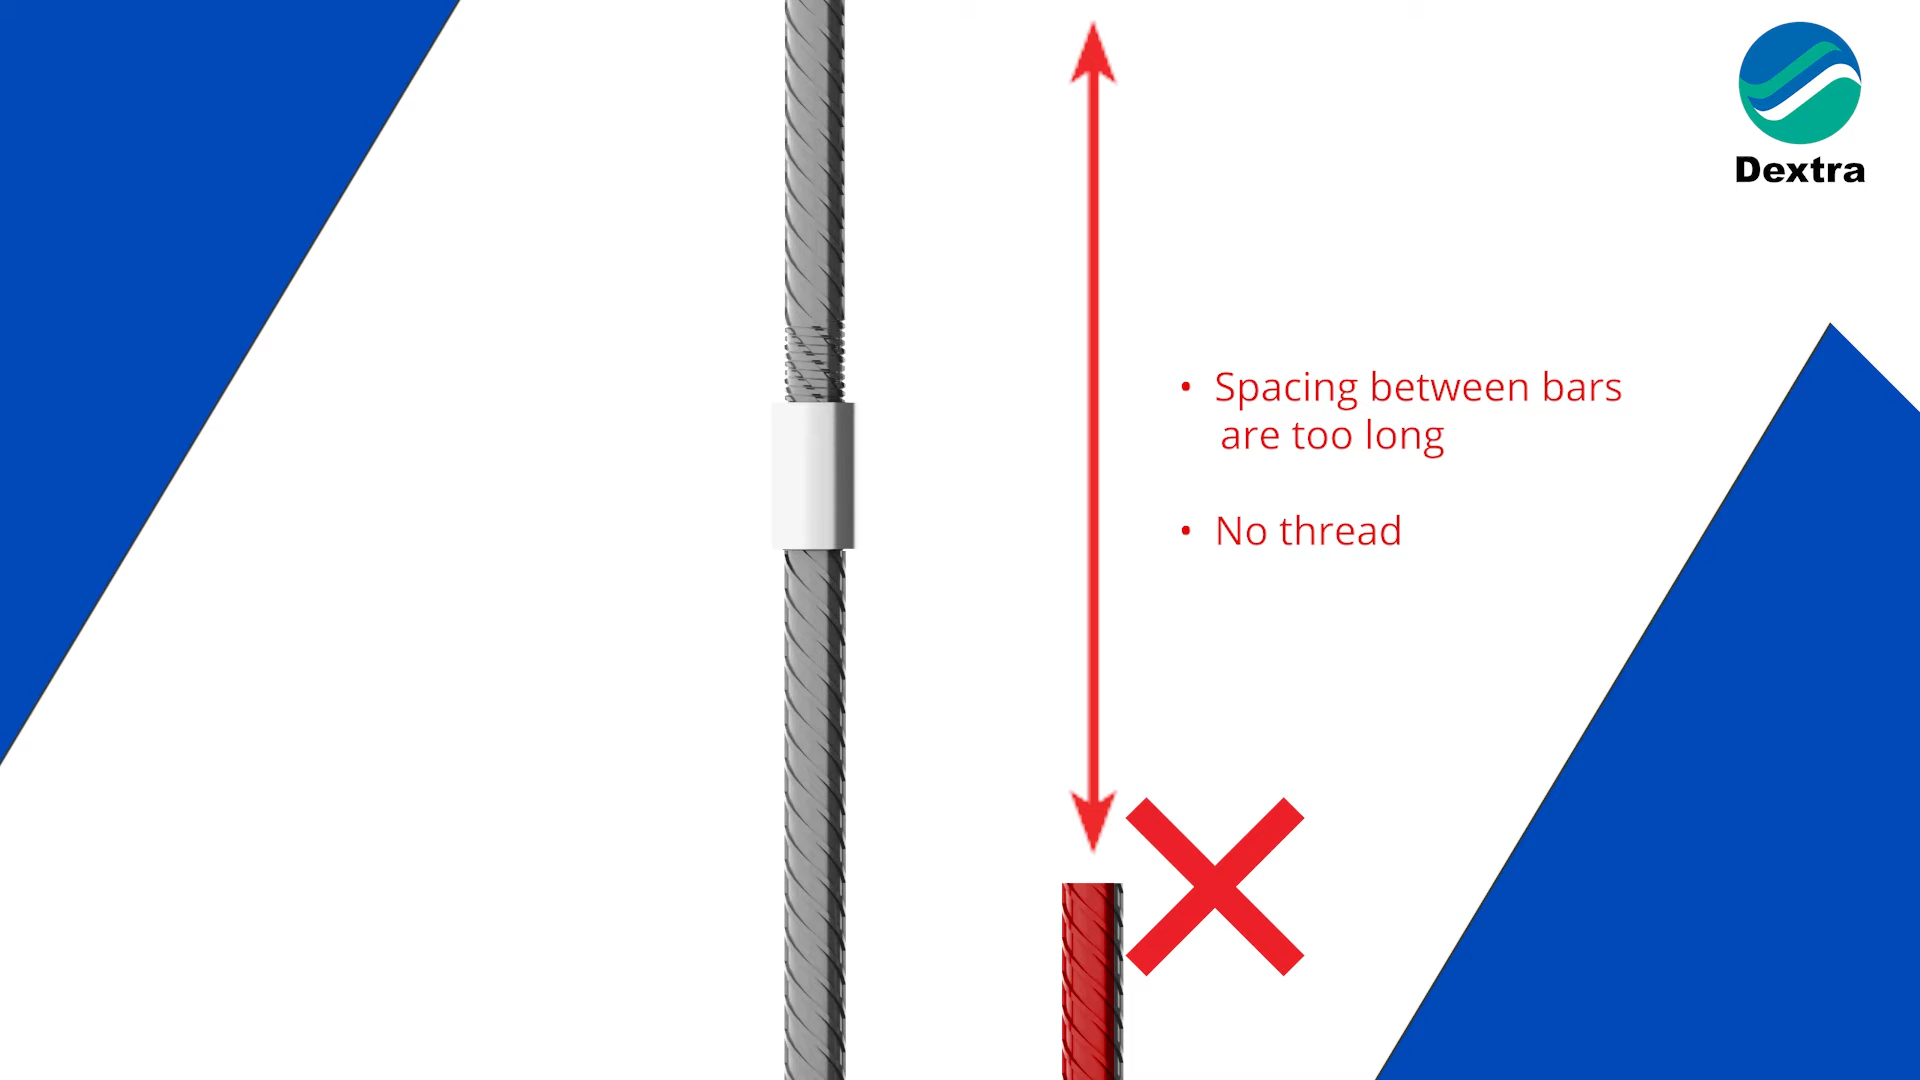 Dextra
• Spacing between bars
are too long
• No thread